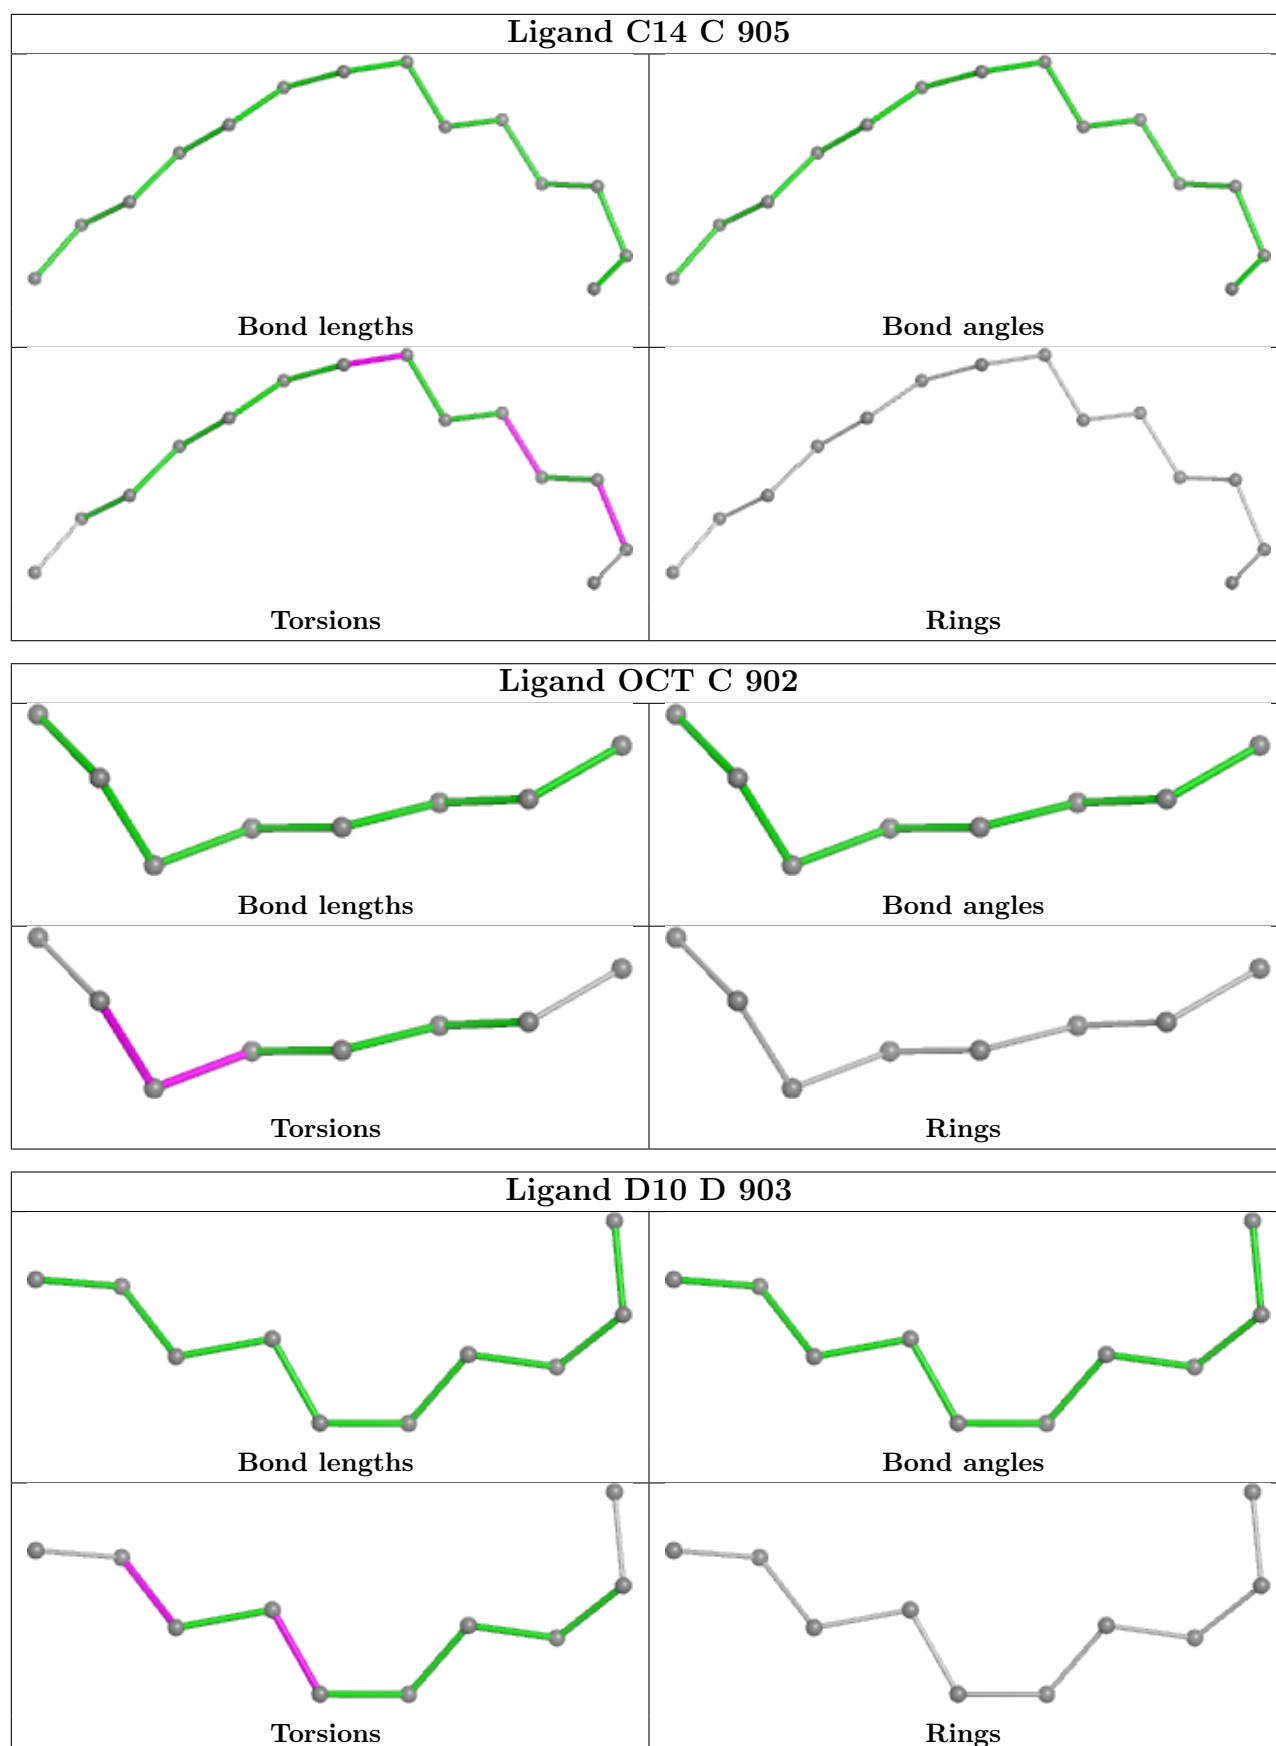 Ligand C14 C 905
Bond lengths
Bond angles
Torsions
Rings
Ligand OCT C 902
Bond lengths
Bond angles
Torsions
Rings
Ligand D10 D 903
Bond lengths
Bond angles
Torsions
Rings